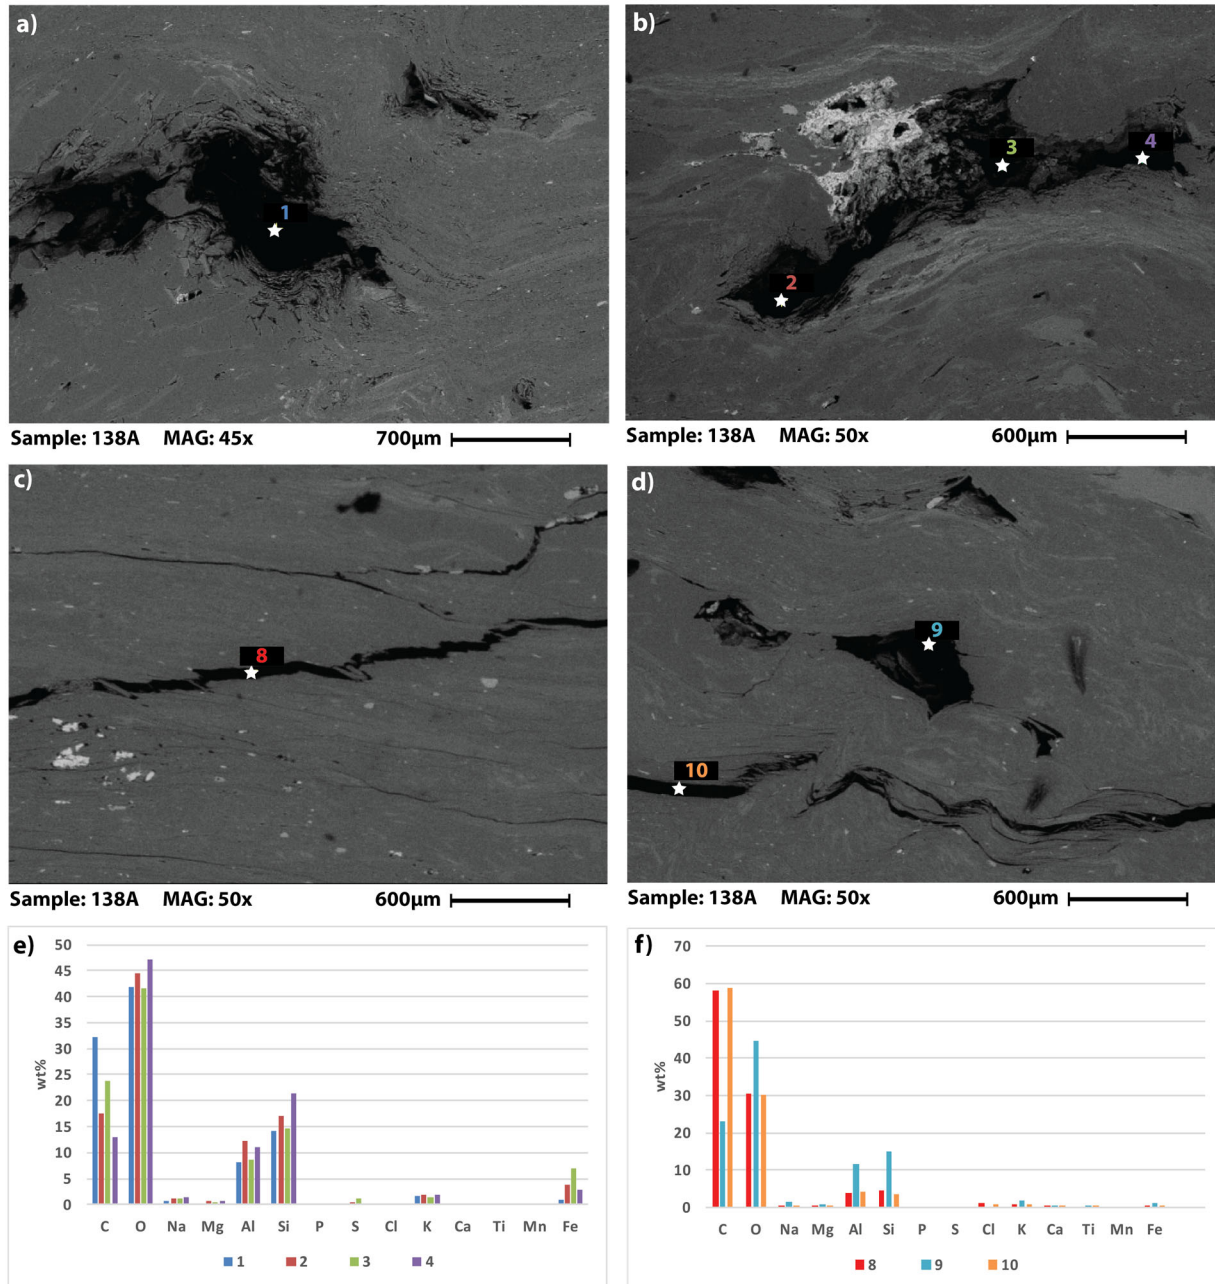 a)
1
Sample: 138A MAG: 45x 700µm
b)
3
4
2
Sample: 138A MAG: 50x 600µm
c)
8
Sample: 138A MAG: 50x 600µm
d)
9
10
Sample: 138A MAG: 50x 600µm
e)
wt%
50
45
40
35
30
25
20
15
10
5
0
C O Na Mg Al Si P S Cl K Ca Ti Mn Fe
1 2 3 4
f)
wt%
70
60
50
40
30
20
10
0
C O Na Mg Al Si P S Cl K Ca Ti Mn Fe
8 9 10